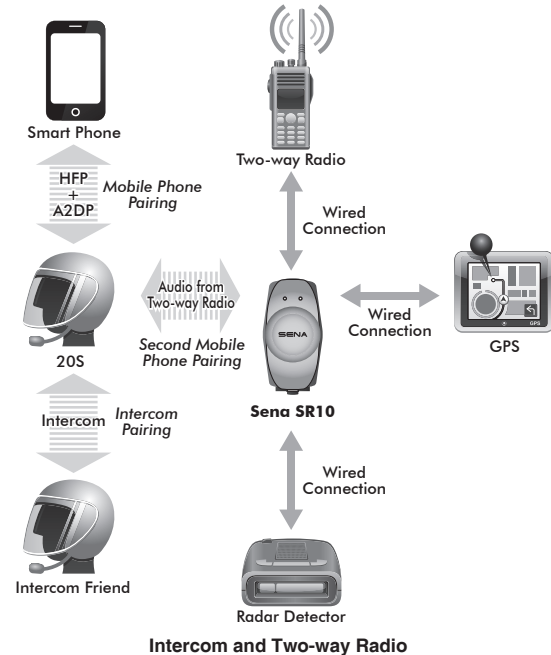 Smart Phone
Two-way Radio
HFP
+
A2DP
Mobile Phone
Pairing
Wired
Connection
Audio from
Two-way Radio
Second Mobile
Phone Pairing
20S
SENA
Sena SR10
Wired
Connection
GPS
GPS
Intercom
Intercom
Pairing
Wired
Connection
Intercom Friend
Radar Detector
Intercom and Two-way Radio